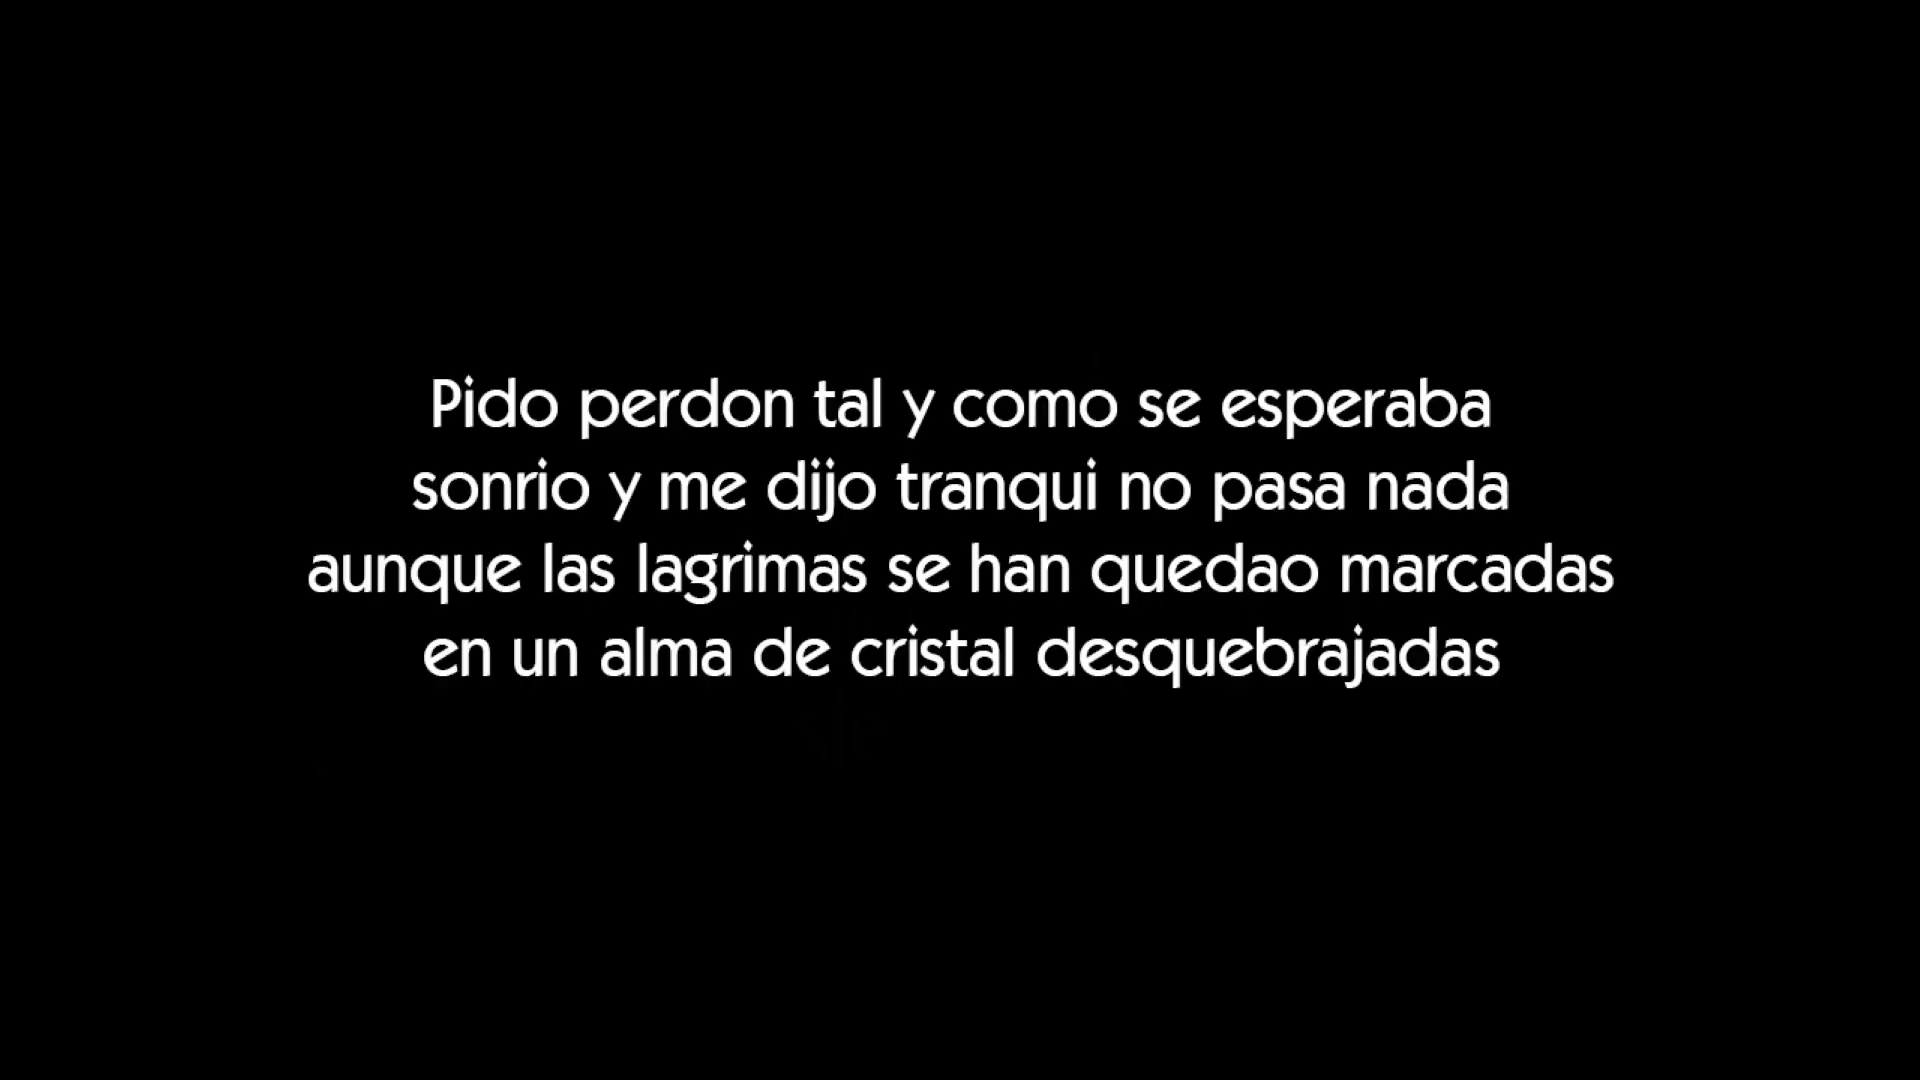 Pido perdon tal y como se esperaba
sonrio y me dijo tranqui no pasa nada
aunque las lagrimas se han quedao marcadas
en un alma de cristal desquebrajadas